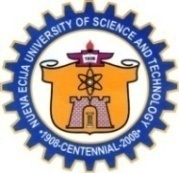 NUEVA ECIJA UNIVERSITY OF SCIENCE AND TECHNOLOGY
1908
•1908-CENTENNIAL-2008•